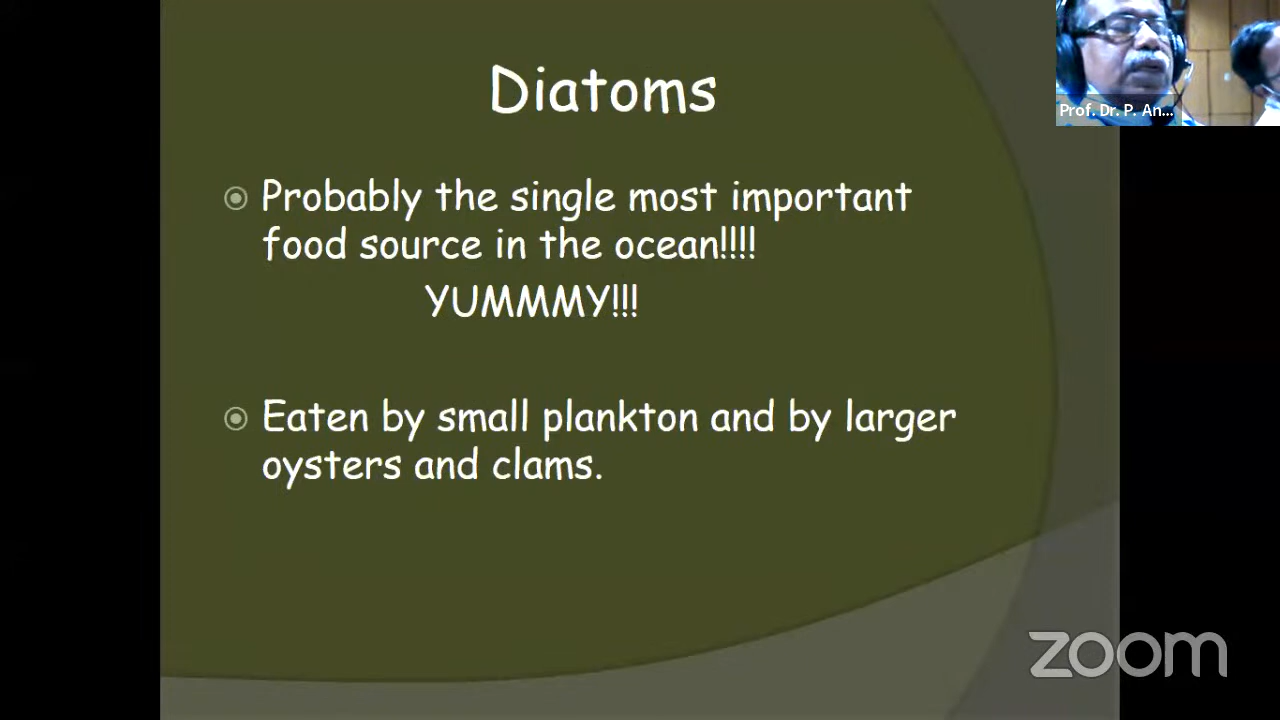 Diatoms
Prof. Dr. P. An...
Probably the single most important
food source in the ocean!!!!
YUMMMY!!!
Eaten by small plankton and by larger
oysters and clams.
zoom